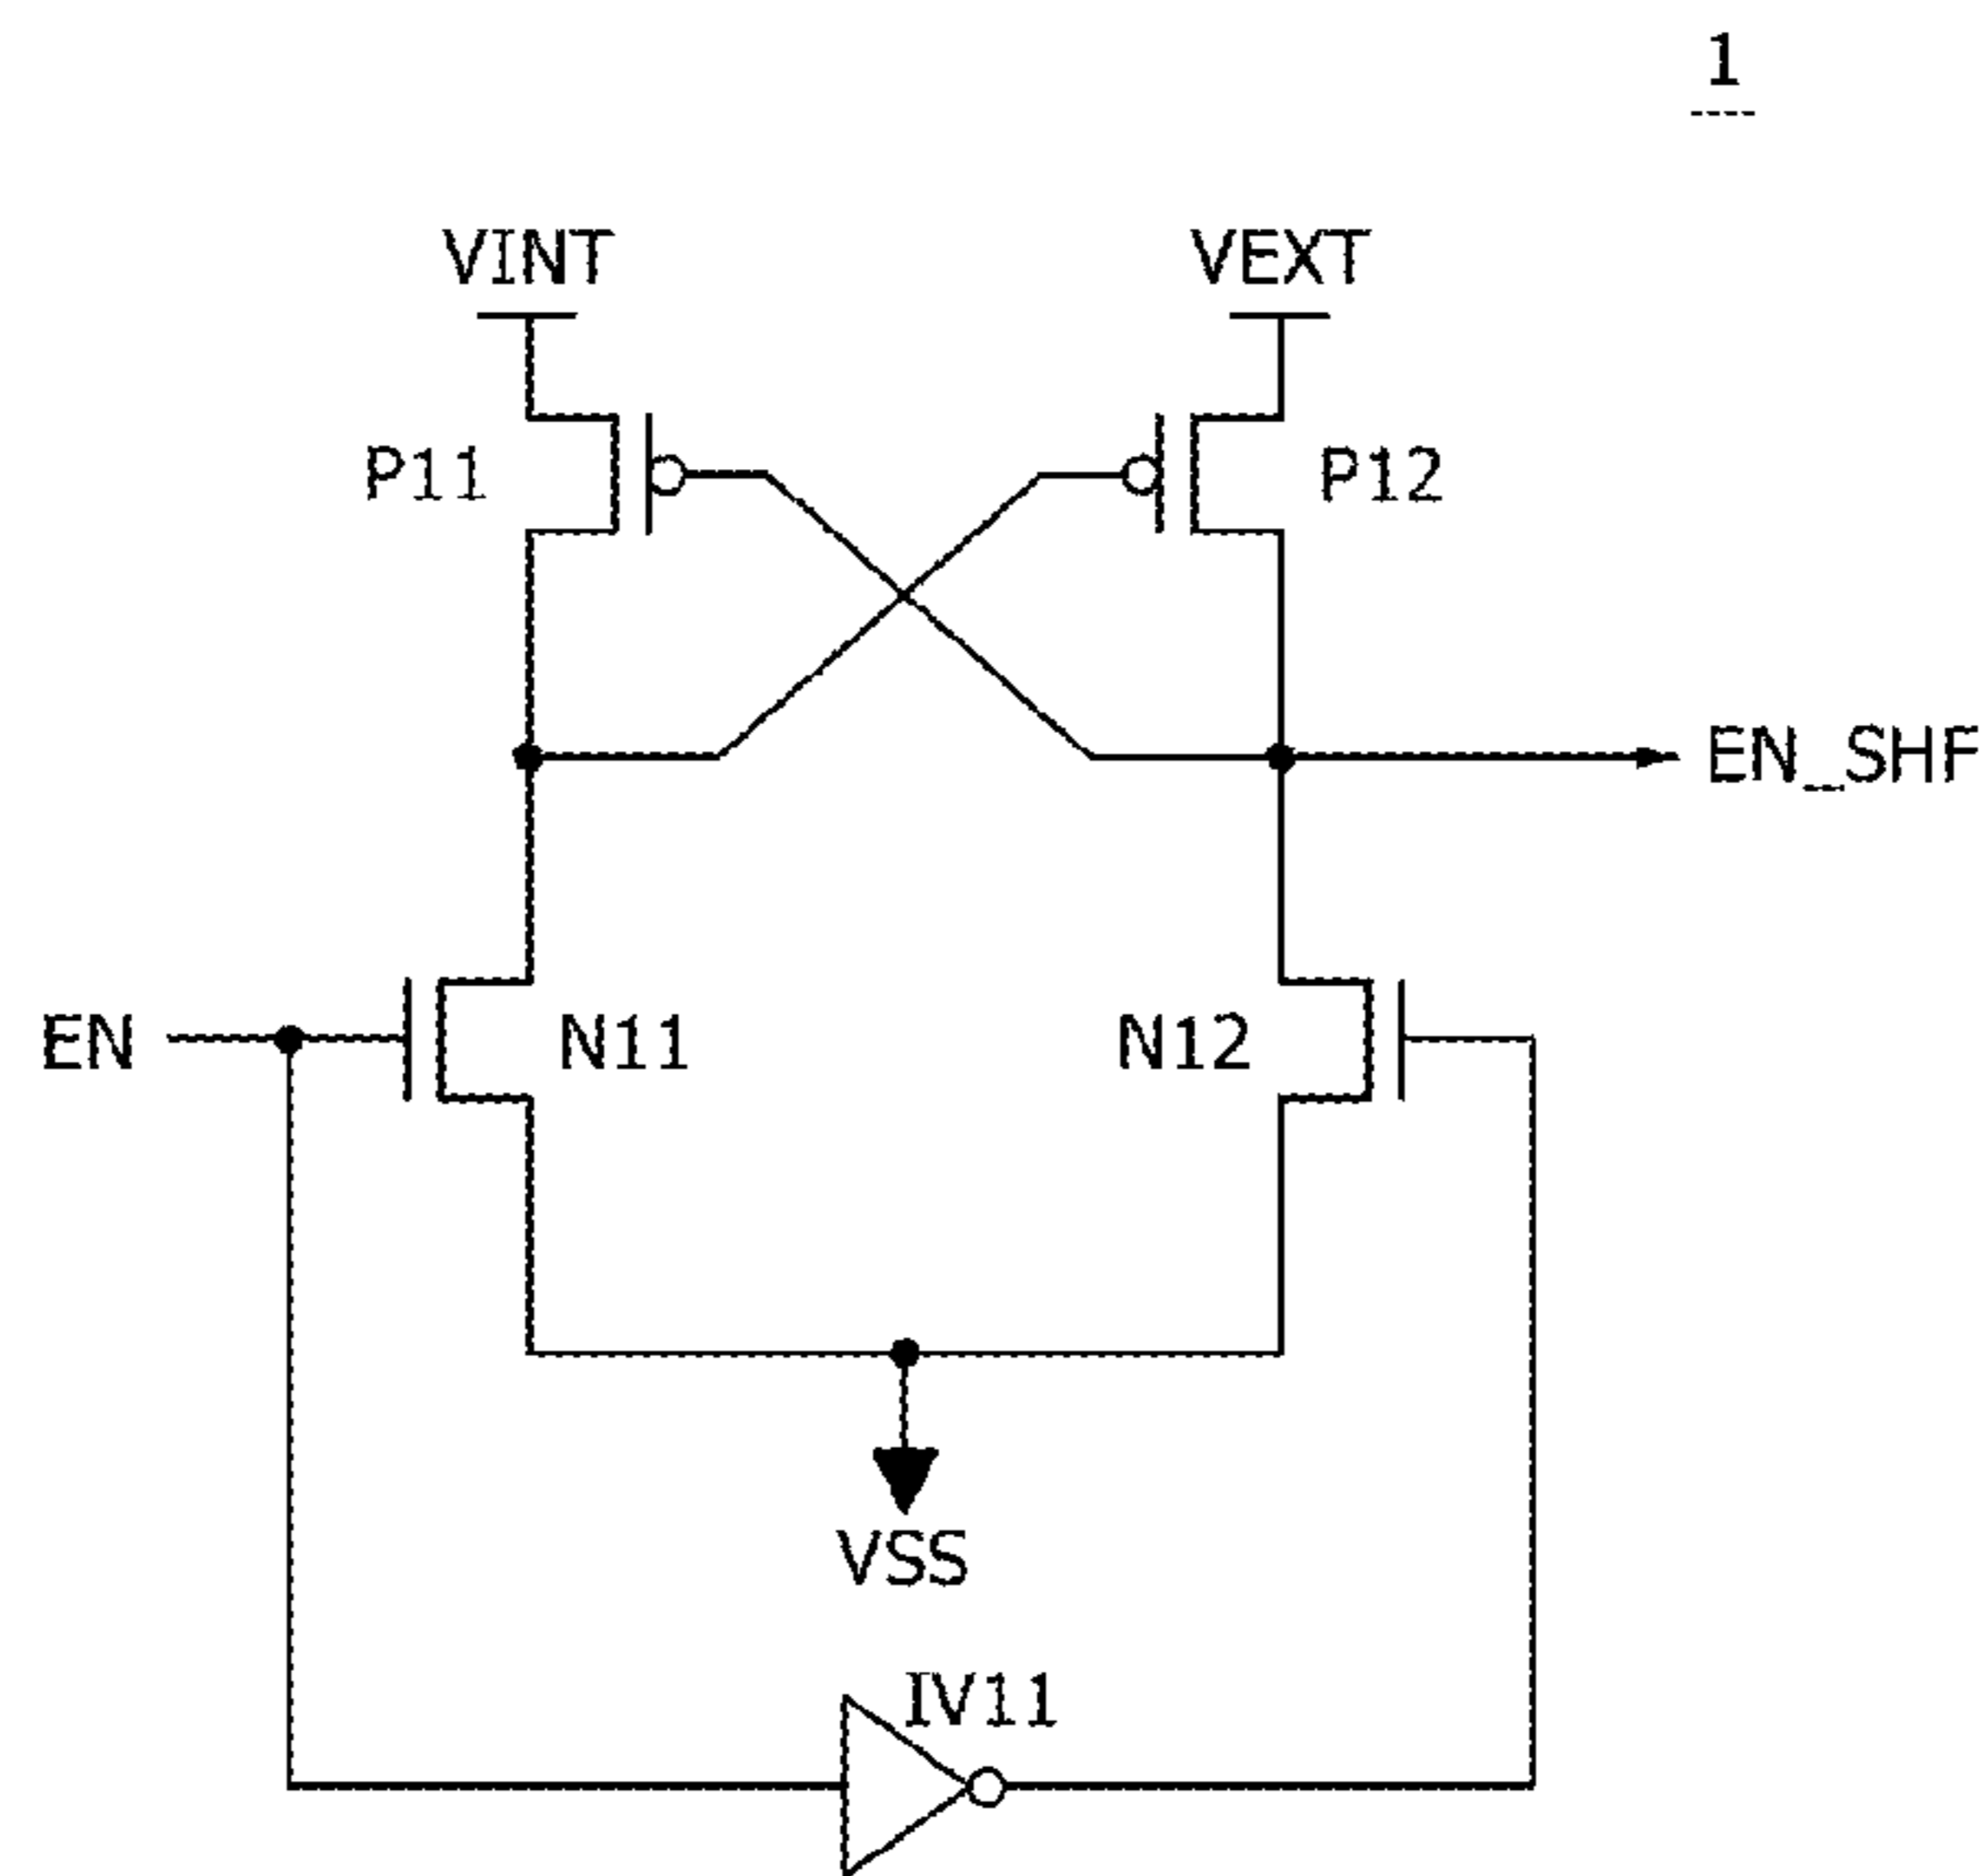 1
VINT VEXT
P11 P12
EN_SHF
EN N11 N12
VSS
IV11